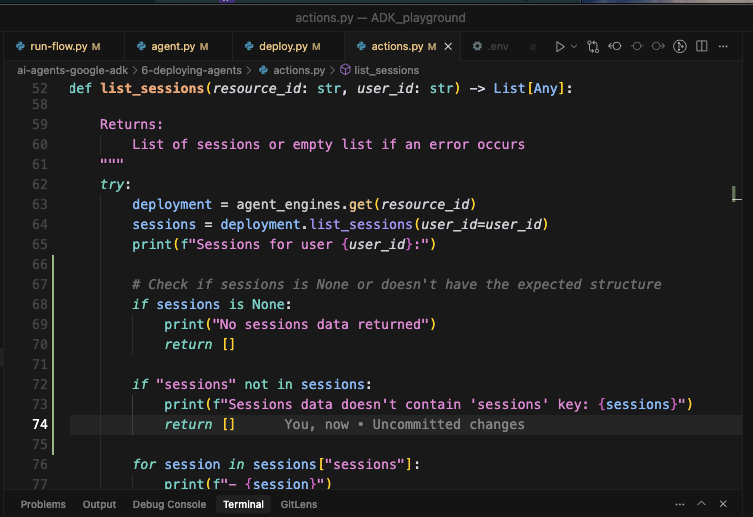 actions.py — ADK_playground
run-flow.py M
agent.py M
deploy.py M
actions.py M
.env
ai-agents-google-adk > 6-deploying-agents > actions.py > list_sessions
52 def list_sessions(resource_id: str, user_id: str) -> List[Any]:
58
59 Returns:
60 List of sessions or empty list if an error occurs
61 """
62 try:
63 deployment = agent_engines.get(resource_id)
64 sessions = deployment.list_sessions(user_id=user_id)
65 print(f"Sessions for user {user_id}:")
66
67 # Check if sessions is None or doesn't have the expected structure
68 if sessions is None:
69 print("No sessions data returned")
70 return []
71
72 if "sessions" not in sessions:
73 print(f"Sessions data doesn't contain 'sessions' key: {sessions}")
74 return [] You, now • Uncommitted changes
75
76 for session in sessions["sessions"]:
77 print(f"- {session}")
Problems Output Debug Console Terminal GitLens